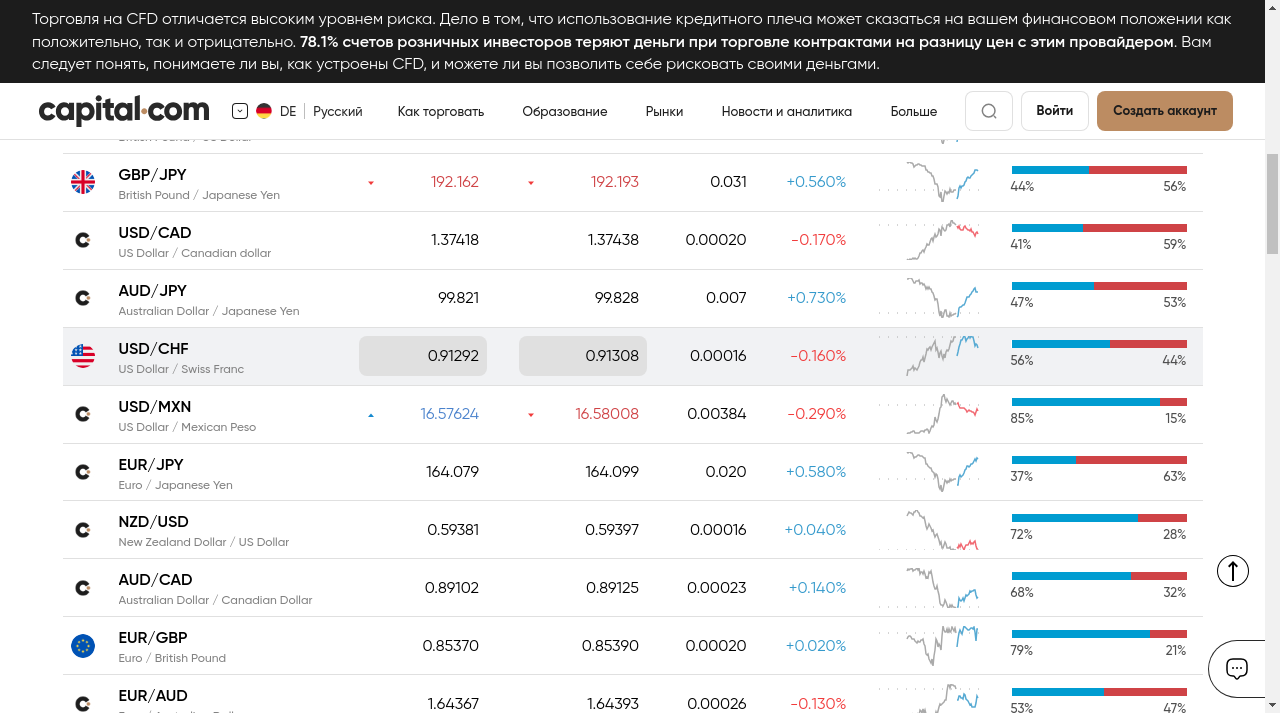 Торговля на CFD отличается высоким уровнем риска. Дело в том, что использование кредитного плеча может сказаться на вашем финансовом положении как
положительно, так и отрицательно. 78.1% счетов розничных инвесторов теряют деньги при торговле контрактами на разницу цен с этим провайдером. Вам
следует понять, понимаете ли вы, как устроены CFD, и можете ли вы позволить себе рисковать своими деньгами.
capital.com DE Русский Как торговать Образование Рынки Новости и аналитика Больше Войти Создать аккаунт
GBP/JPY 192.162 192.193 0.031 +0.560%
British Pound / Japanese Yen 44% 56%
USD/CAD 1.37418 1.37438 0.00020 -0.170%
US Dollar / Canadian dollar 41% 59%
AUD/JPY 99.821 99.828 0.007 +0.730%
Australian Dollar / Japanese Yen 47% 53%
USD/CHF 0.91292 0.91308 0.00016 -0.160%
US Dollar / Swiss Franc 56% 44%
USD/MXN 16.57624 16.58008 0.00384 -0.290%
US Dollar / Mexican Peso 85% 15%
EUR/JPY 164.079 164.099 0.020 +0.580%
Euro / Japanese Yen 37% 63%
NZD/USD 0.59381 0.59397 0.00016 +0.040%
New Zealand Dollar / US Dollar 72% 28%
AUD/CAD 0.89102 0.89125 0.00023 +0.140%
Australian Dollar / Canadian Dollar 68% 32%
EUR/GBP 0.85370 0.85390 0.00020 +0.020%
Euro / British Pound 79% 21%
EUR/AUD 1.64367 1.64393 0.00026 -0.130%
53% 47%